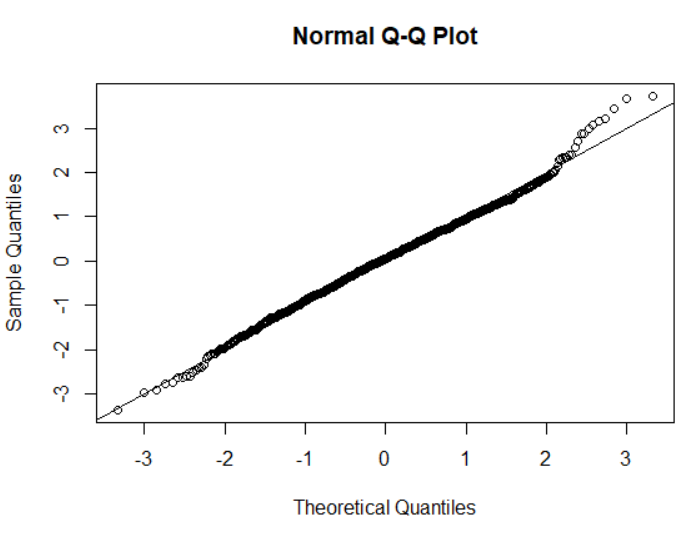 Normal Q-Q Plot
Sample Quantiles
3
2
1
0
-1
-2
-3
-3 -2 -1 0 1 2 3
Theoretical Quantiles